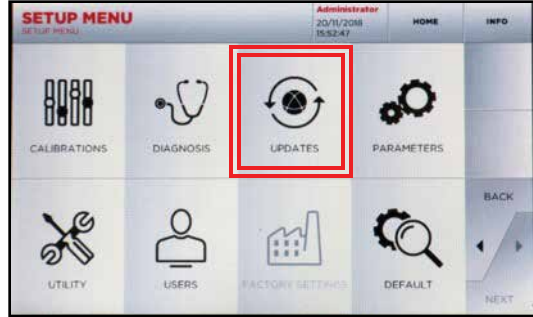 SETUP MENU
SETUP MENU
Administrator
20/11/2018
15:52:47
HOME
INFO
CALIBRATIONS
DIAGNOSIS
UPDATES
PARAMETERS
BACK
UTILITY
USERS
FACTORY SETTINGS
DEFAULT
NEXT